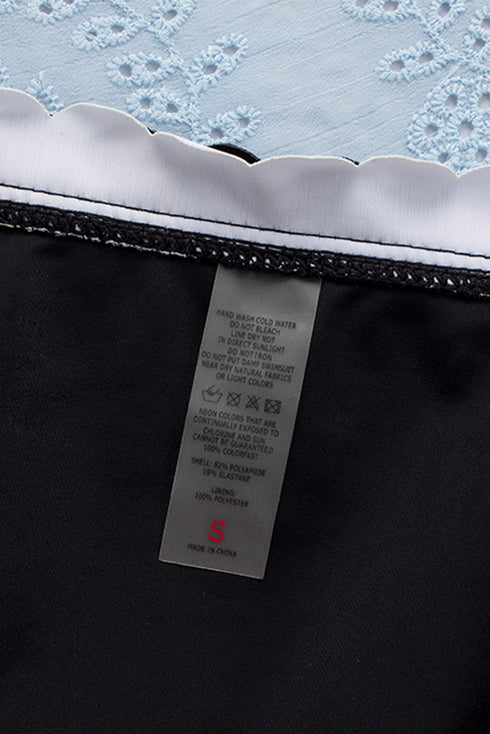 HAND WASH COLD WATER
DO NOT BLEACH
LINE DRY NOT
IN DIRECT SUNLIGHT
DO NOT IRON
DO NOT PUT DAMP SWIMSUIT
NEAR DRY NATURAL FABRICS
OR LIGHT COLORS
NEON COLORS THAT ARE
CONTINUALLY EXPOSED TO
CHLORINE AND SUN
CANNOT BE GUARANTEED
100% COLORFAST
SHELL: 82% POLYAMIDE
18% ELASTANE
LINING:
100% POLYESTER
S
MADE IN CHINA